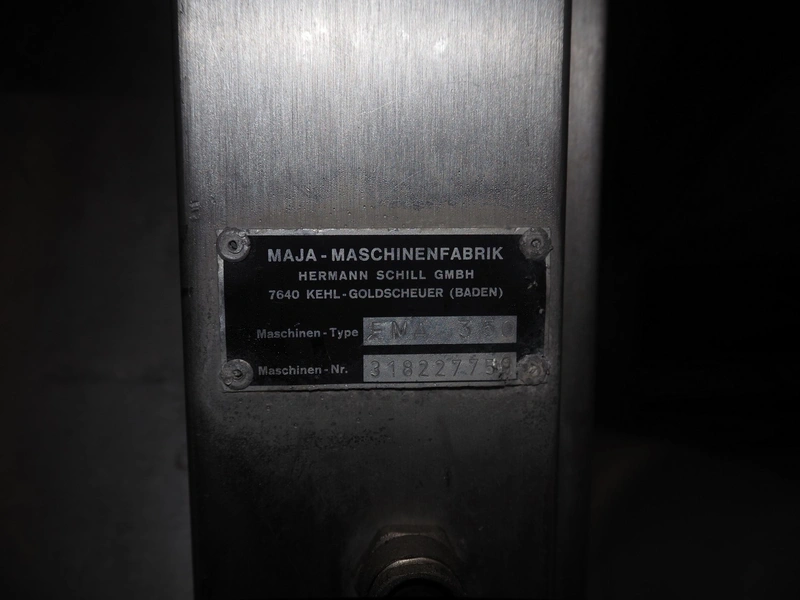 MAJA - MASCHINENFABRIK
HERMANN SCHILL GMBH
7640 KEHL-GOLDSCHEUER (BADEN)
Maschinen - Type
Maschinen - Nr.